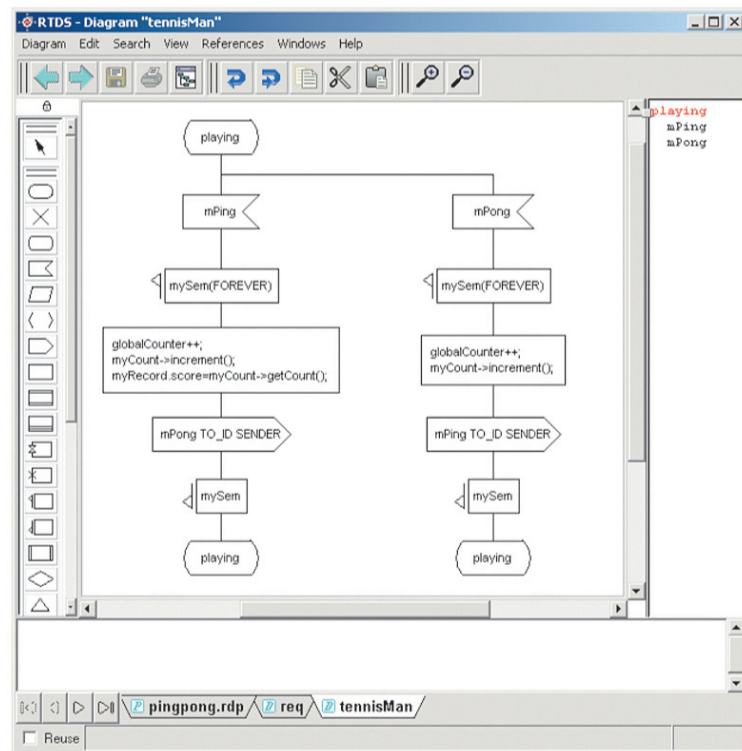 RTDS - Diagram "tennisMan"
Diagram Edit Search View References Windows Help
playing
mPing
mPong
playing
mPing
mPong
mySem(FOREVER)
mySem(FOREVER)
globalCounter++;
myCount->increment();
myRecord.score=myCount->getCount();
globalCounter++;
myCount->increment();
mPong TO_ID SENDER
mPing TO_ID SENDER
mySem
mySem
playing
playing
pingpong.rdp
req
tennisMan
Reuse